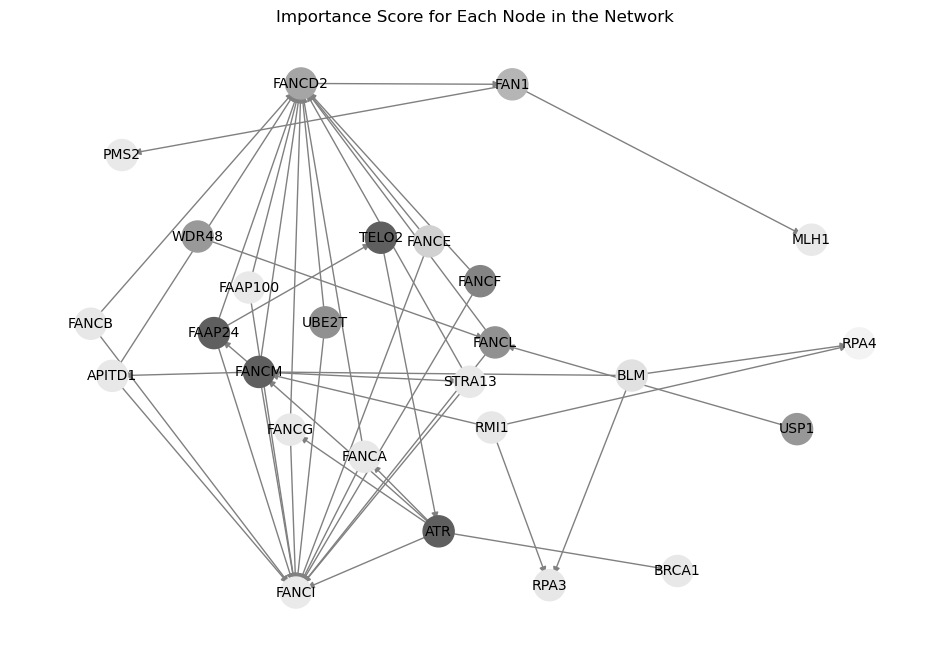 Importance Score for Each Node in the Network
FANCD2
FAN1
PMS2
WDR48
TELO2
FANCE
MLH1
FANCF
FAAP100
FANCB
FAAP24
UBE2T
FANCL
RPA4
APITD1
FANCM
STRA13
BLM
FANCG
RMI1
USP1
FANCA
ATR
BRCA1
FANCI
RPA3